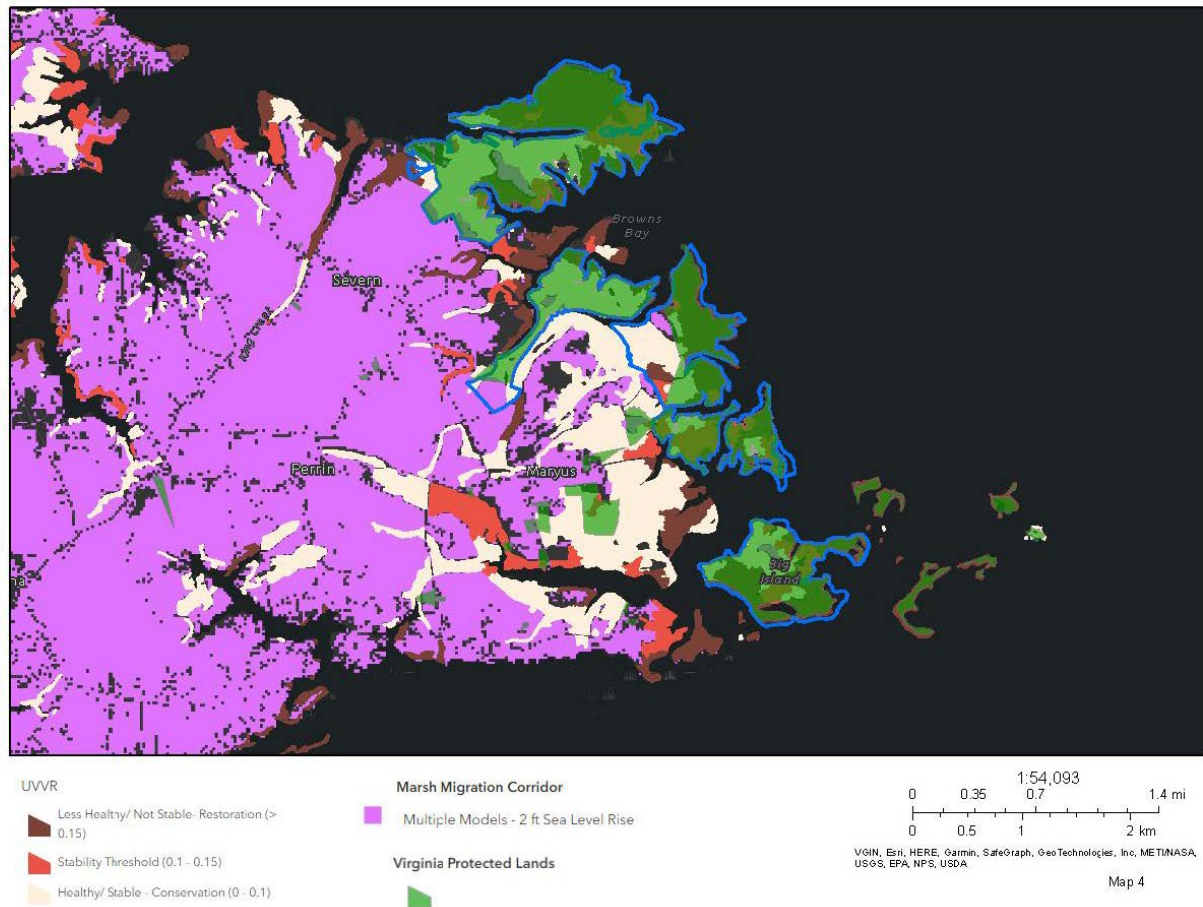 Browns
Bay
Severn
King Creek
Perrin
Maryus
Big
Island
na
UVVR
Less Healthy/ Not Stable- Restoration (>
0.15)
Stability Threshold (0.1 - 0.15)
Healthy/ Stable - Conservation (0 - 0.1)
Marsh Migration Corridor
Multiple Models - 2 ft Sea Level Rise
Virginia Protected Lands
1:54,093
0 0.35 0.7 1.4 mi
0 0.5 1 2 km
VGIN, Esri, HERE, Garmin, SafeGraph, GeoTechnologies, Inc, METI/NASA,
USGS, EPA, NPS, USDA
Map 4